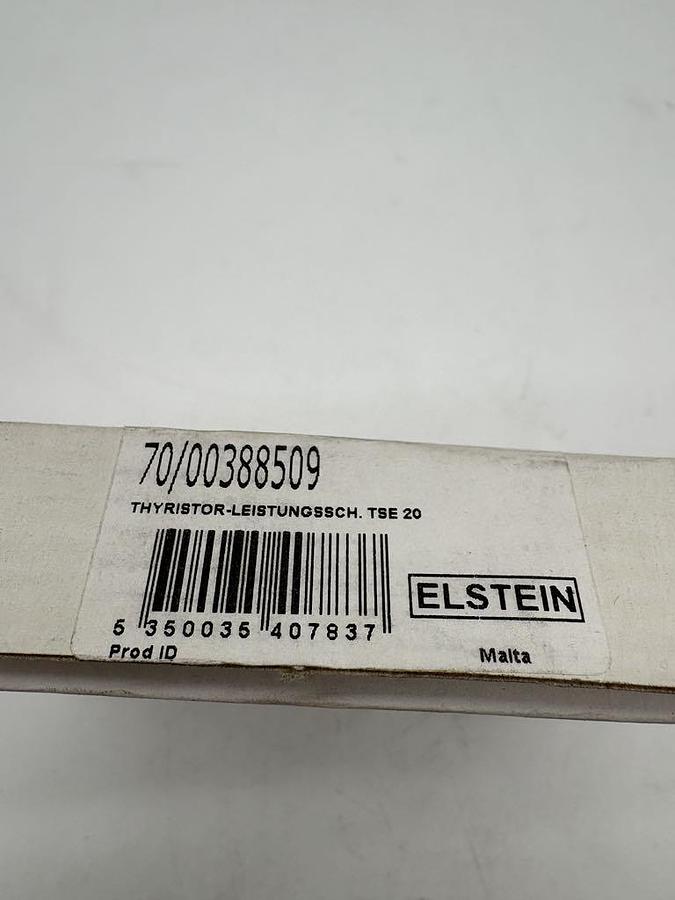 70/00388509
THYRISTOR-LEISTUNGSSCH. TSE 20
ELSTEIN
5 350035 407837
Prod ID
Malta